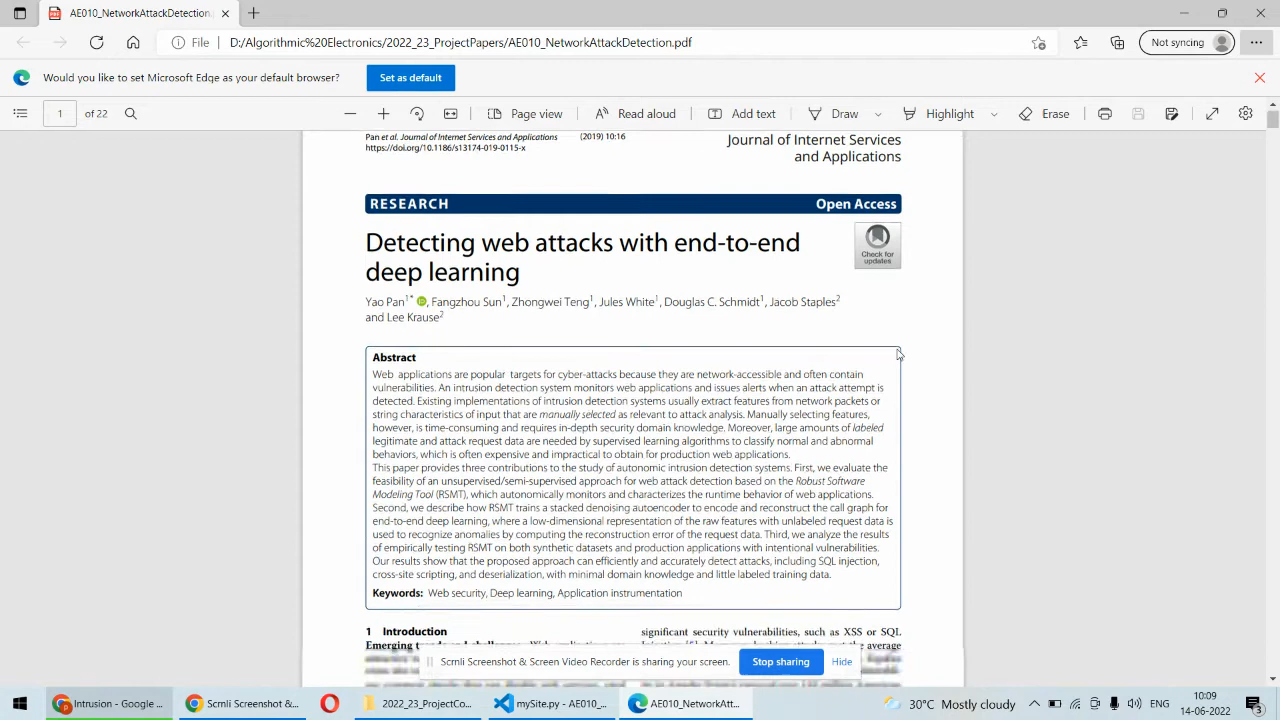 AE010_NetworkAttackDetection
File D:/Algorithmic%20Electronics/2022_23_ProjectPapers/AE010_NetworkAttackDetection.pdf Not syncing
Would you like to set Microsoft Edge as your default browser? Set as default
1 of 22 Page view Read aloud Add text Draw Highlight Erase
Pan et al. Journal of Internet Services and Applications (2019) 10:16
https://doi.org/10.1186/s13174-019-0115-x
Journal of Internet Services
and Applications
RESEARCH Open Access
Detecting web attacks with end-to-end
deep learning
Check for
updates
Yao Pan1*, Fangzhou Sun1, Zhongwei Teng1, Jules White1, Douglas C. Schmidt1, Jacob Staples2
and Lee Krause2
Abstract
Web applications are popular targets for cyber-attacks because they are network-accessible and often contain
vulnerabilities. An intrusion detection system monitors web applications and issues alerts when an attack attempt is
detected. Existing implementations of intrusion detection systems usually extract features from network packets or
string characteristics of input that are manually selected as relevant to attack analysis. Manually selecting features,
however, is time-consuming and requires in-depth security domain knowledge. Moreover, large amounts of labeled
legitimate and attack request data are needed by supervised learning algorithms to classify normal and abnormal
behaviors, which is often expensive and impractical to obtain for production web applications.
This paper provides three contributions to the study of autonomic intrusion detection systems. First, we evaluate the
feasibility of an unsupervised/semi-supervised approach for web attack detection based on the Robust Software
Modeling Tool (RSMT), which autonomically monitors and characterizes the runtime behavior of web applications.
Second, we describe how RSMT trains a stacked denoising autoencoder to encode and reconstruct the call graph for
end-to-end deep learning, where a low-dimensional representation of the raw features with unlabeled request data is
used to recognize anomalies by computing the reconstruction error of the request data. Third, we analyze the results
of empirically testing RSMT on both synthetic datasets and production applications with intentional vulnerabilities.
Our results show that the proposed approach can efficiently and accurately detect attacks, including SQL injection,
cross-site scripting, and deserialization, with minimal domain knowledge and little labeled training data.
Keywords: Web security, Deep learning, Application instrumentation
1 Introduction
significant security vulnerabilities, such as XSS or SQL
Emerging
average
Scrnli Screenshot & Screen Video Recorder is sharing your screen. Stop sharing Hide
Intrusion - Google ... Scrnli Screenshot &... 2022_23_ProjectCo... mySite.py - AE010_... AE010_NetworkAtt...
30°C Mostly cloudy ENG 10:09
14-06-2022 3